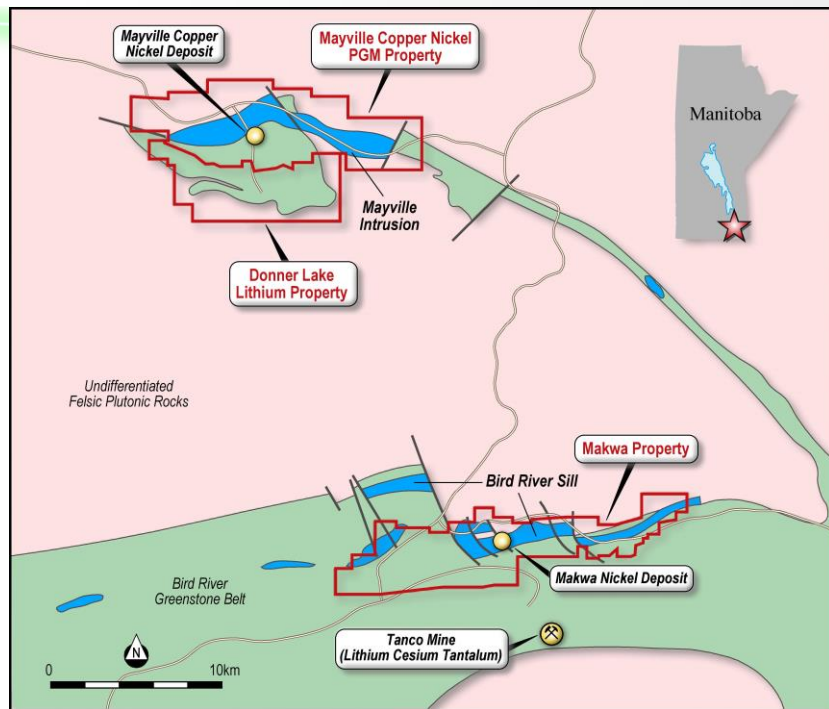 Mayville Copper
Nickel Deposit
Mayville Copper Nickel
PGM Property
Manitoba
Mayville
Intrusion
Donner Lake
Lithium Property
Undifferentiated
Felsic Plutonic Rocks
Makwa Property
Bird River Sill
Bird River
Greenstone Belt
Makwa Nickel Deposit
Tanco Mine
(Lithium Cesium Tantalum)
N
0
10km